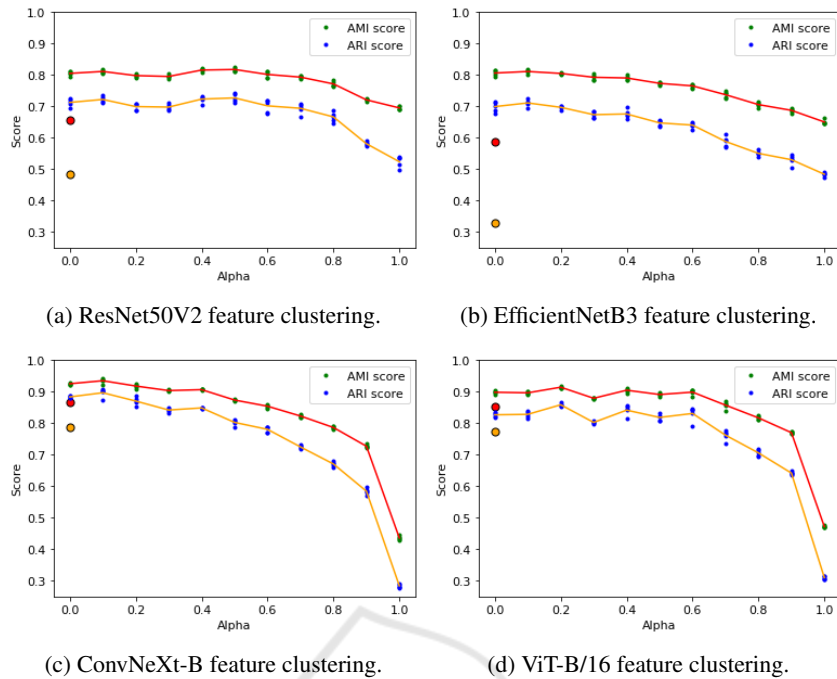 1.0
0.9
0.8
0.7
0.6
0.5
0.4
0.3
Score
AMI score
ARI score
0.0 0.2 0.4 0.6 0.8 1.0
Alpha
(a) ResNet50V2 feature clustering.
1.0
0.9
0.8
0.7
0.6
0.5
0.4
0.3
Score
AMI score
ARI score
0.0 0.2 0.4 0.6 0.8 1.0
Alpha
(b) EfficientNetB3 feature clustering.
1.0
0.9
0.8
0.7
0.6
0.5
0.4
0.3
Score
AMI score
ARI score
0.0 0.2 0.4 0.6 0.8 1.0
Alpha
(c) ConvNeXt-B feature clustering.
1.0
0.9
0.8
0.7
0.6
0.5
0.4
0.3
Score
AMI score
ARI score
0.0 0.2 0.4 0.6 0.8 1.0
Alpha
(d) ViT-B/16 feature clustering.